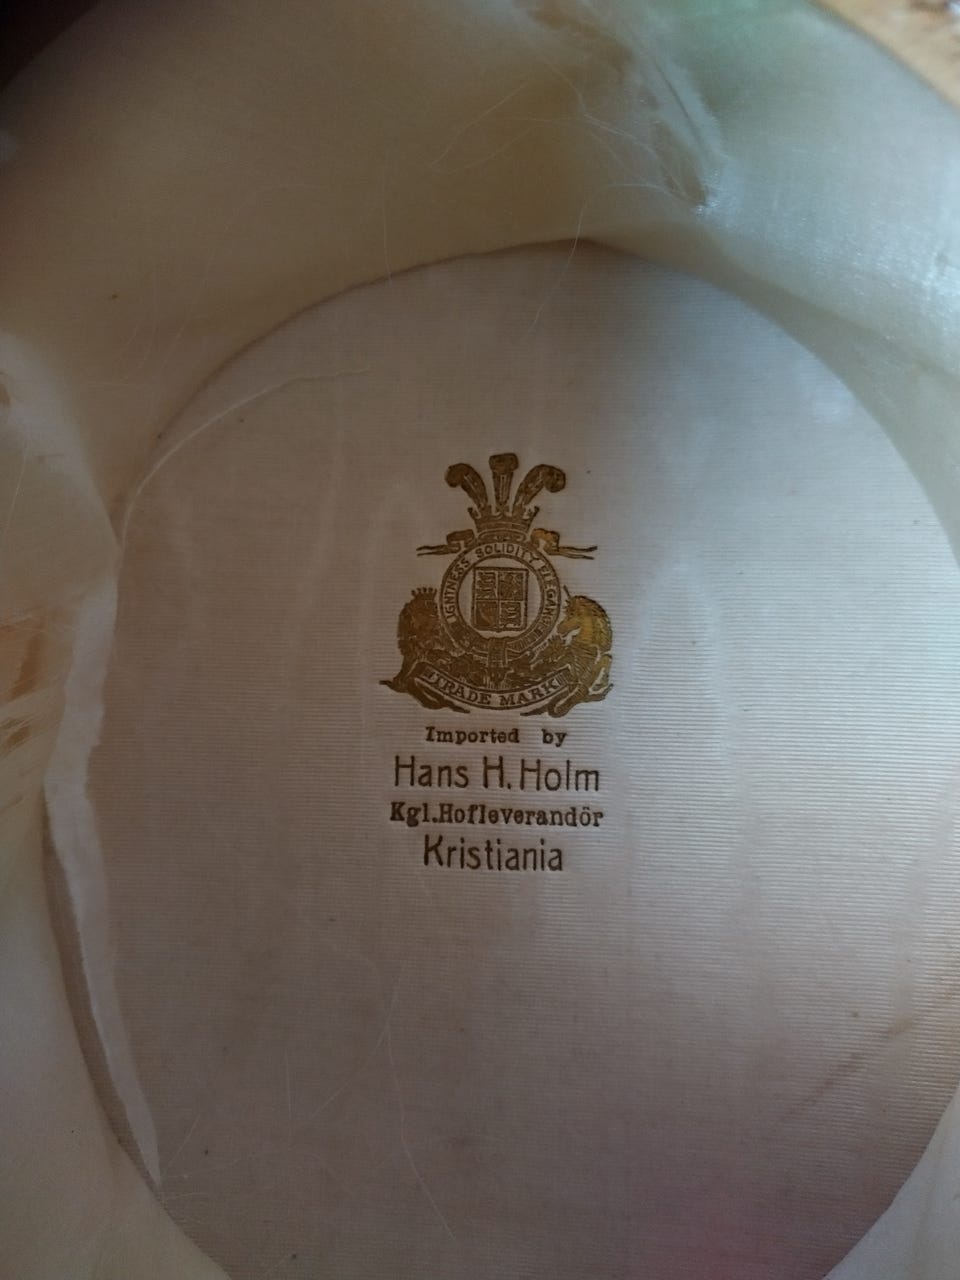 LIGHTNESS SOLIDITY ELEGANCE
TRADE MARK
Imported by
Hans H. Holm
Kgl. Hofleverandör
Kristiania